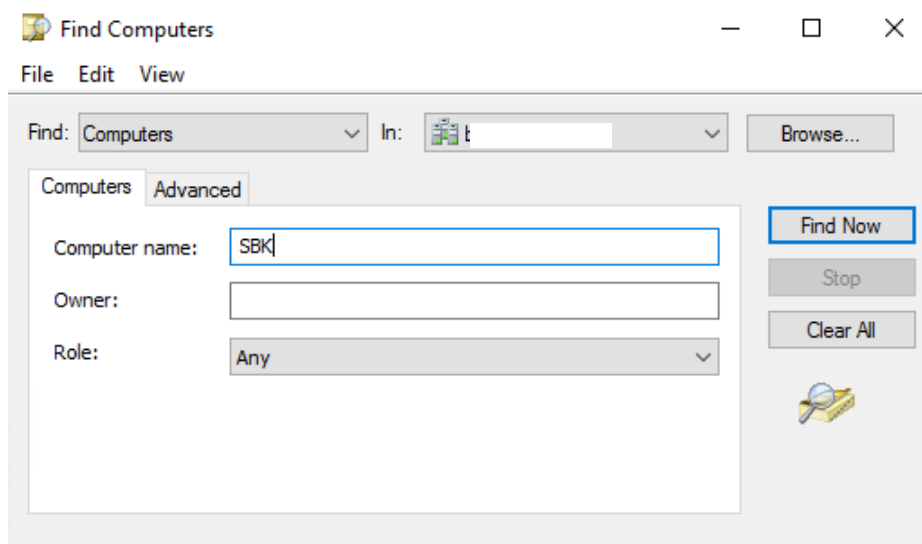 Find Computers
File Edit View
Find: Computers In: Browse...
Computers Advanced
Computer name: SBK
Find Now
Owner:
Stop
Role: Any
Clear All